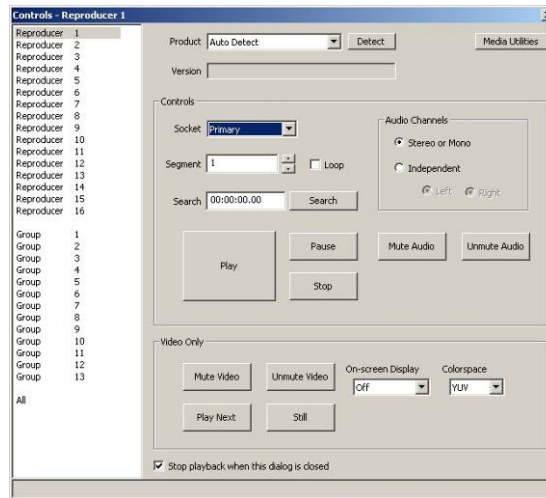 Controls - Reproducer 1
Reproducer 1
Reproducer 2
Reproducer 3
Reproducer 4
Reproducer 5
Reproducer 6
Reproducer 7
Reproducer 8
Reproducer 9
Reproducer 10
Reproducer 11
Reproducer 12
Reproducer 13
Reproducer 14
Reproducer 15
Reproducer 16
Group 1
Group 2
Group 3
Group 4
Group 5
Group 6
Group 7
Group 8
Group 9
Group 10
Group 11
Group 12
Group 13
All
Product Auto Detect Detect Media Utilities
Version
Controls
Socket Primary
Segment 1 Loop
Search 00:00:00.00 Search
Audio Channels
Stereo or Mono
Independent
Left Right
Play Pause Mute Audio Unmute Audio
Stop
Video Only
Mute Video Unmute Video On-screen Display Off Colorspace YUV
Play Next Still
Stop playback when this dialog is closed